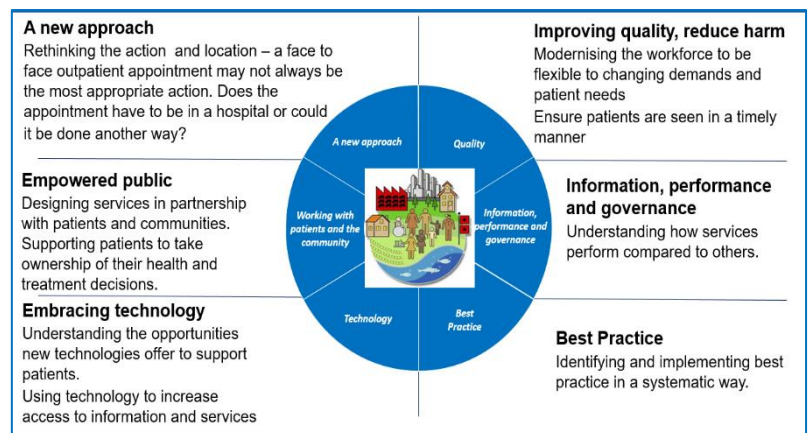 A new approach
Rethinking the action and location – a face to
face outpatient appointment may not always be
the most appropriate action. Does the
appointment have to be in a hospital or could
it be done another way?
Empowered public
Designing services in partnership
with patients and communities.
Supporting patients to take
ownership of their health and
treatment decisions.
Embracing technology
Understanding the opportunities
new technologies offer to support
patients.
Using technology to increase
access to information and services
A new approach
Quality
Working with
patients and the
community
Information,
performance and
governance
Technology
Best
Practice
Improving quality, reduce harm
Modernising the workforce to be
flexible to changing demands and
patient needs
Ensure patients are seen in a timely
manner
Information, performance
and governance
Understanding how services
perform compared to others.
Best Practice
Identifying and implementing best
practice in a systematic way.